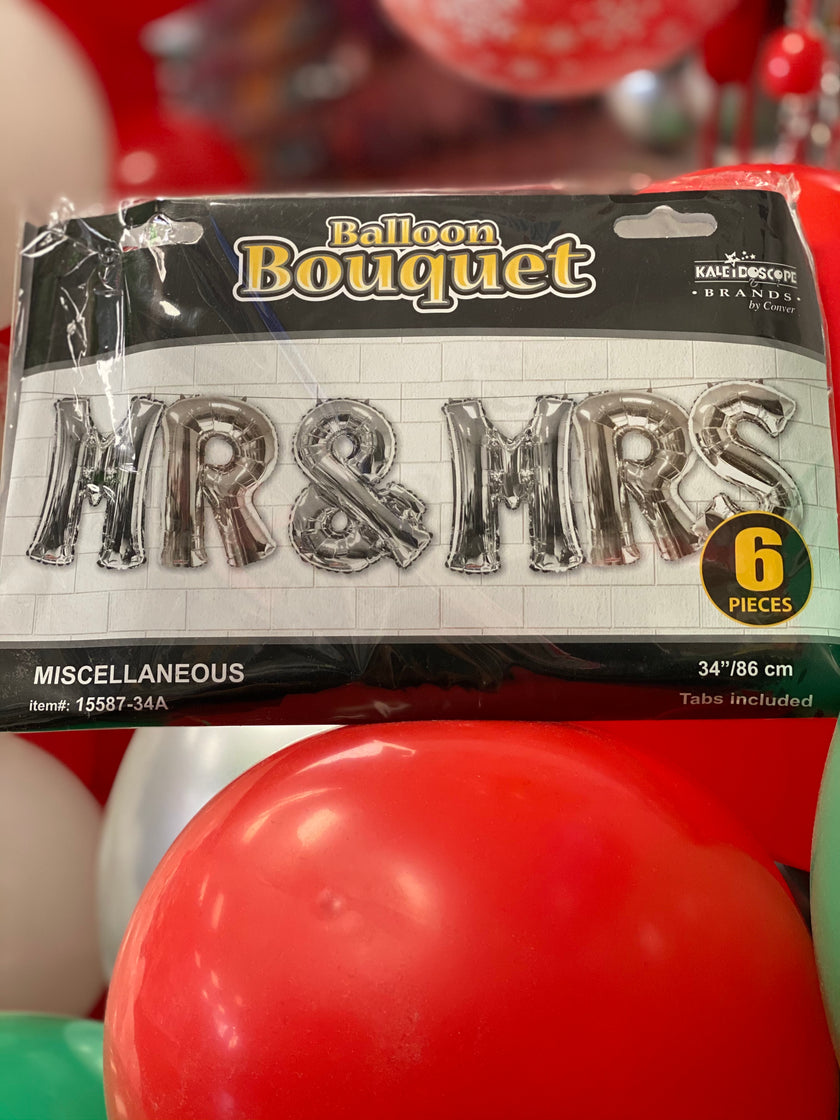 Balloon
Bouquet
KALEIDOSCOPE
BRANDS
by Conver
MR&MRS
6
PIECES
MISCELLANEOUS
item#: 15587-34A
34”/86 cm
Tabs included